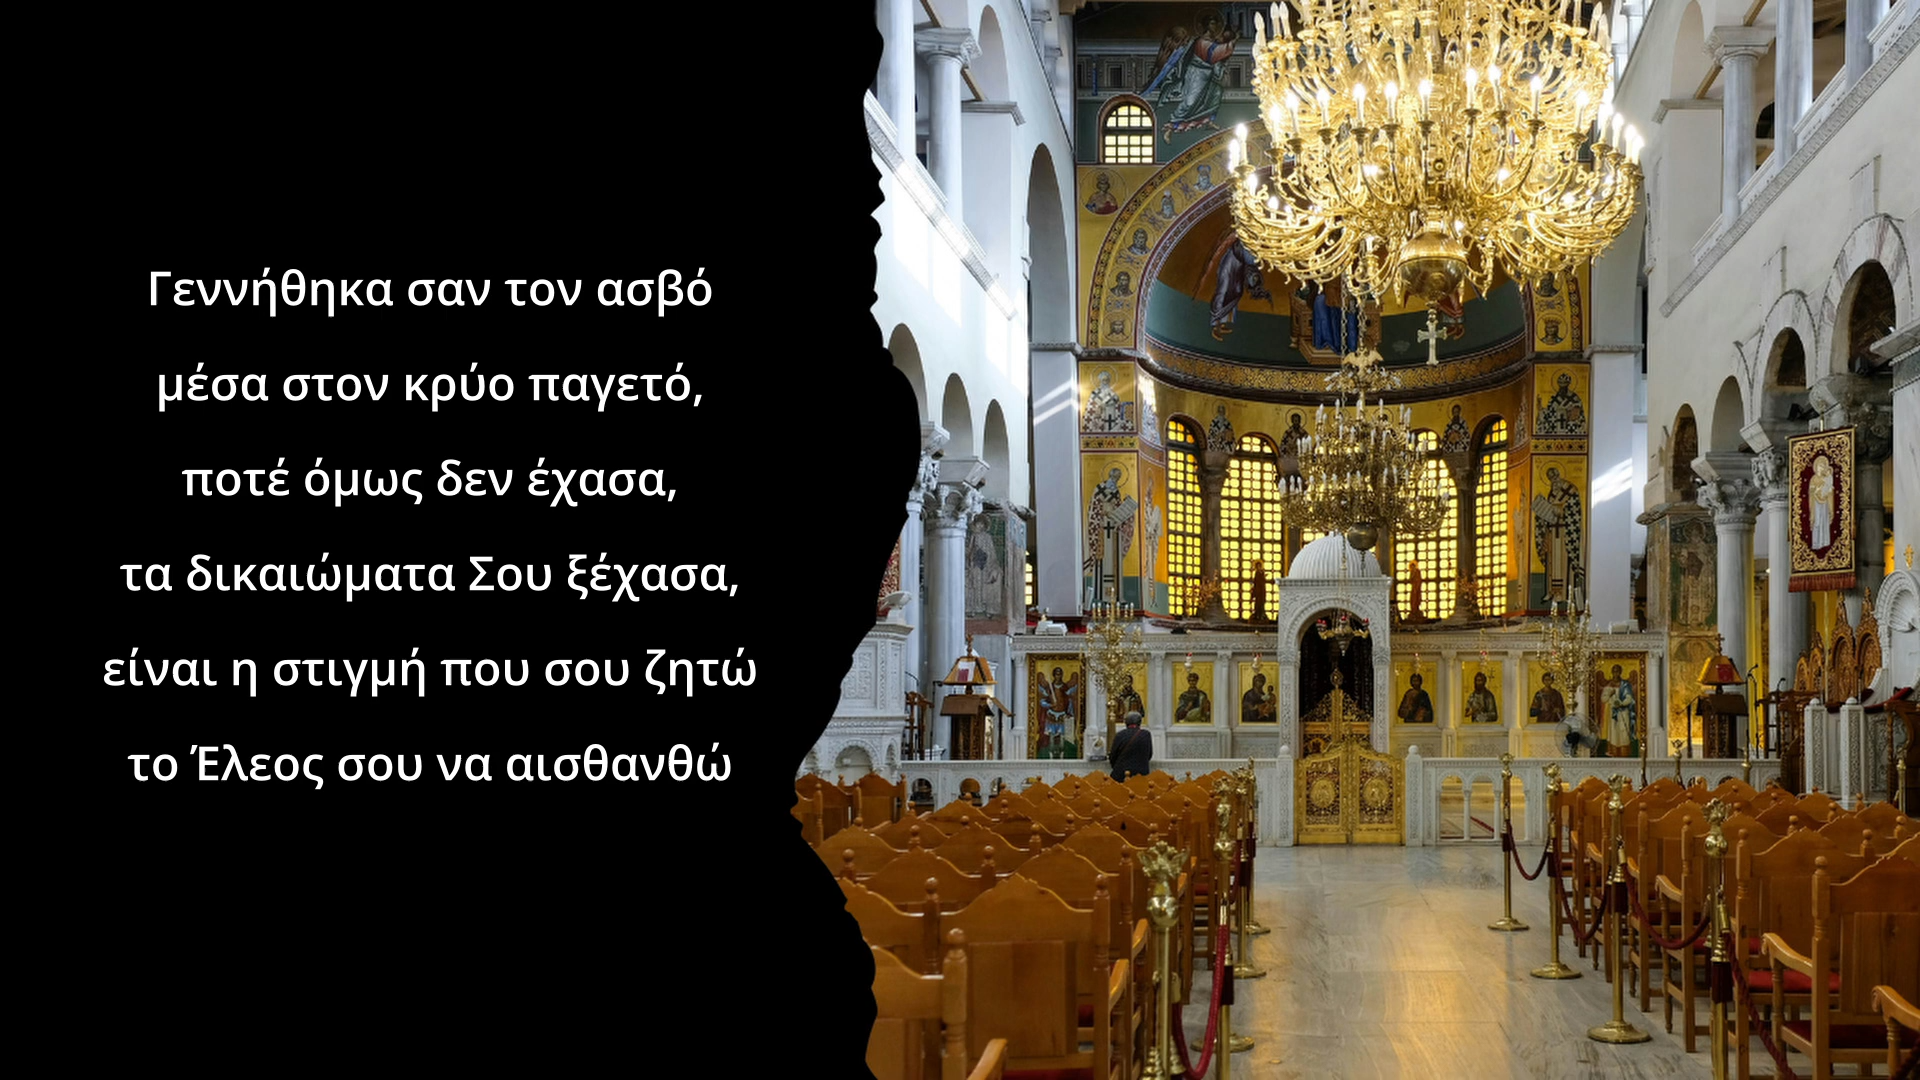 Γεννήθηκα σαν τον ασβό
μέσα στον κρύο παγετό,
ποτέ όμως δεν έχασα,
τα δικαιώματα Σου ξέχασα,
είναι η στιγμή που σου ζητώ
το Έλεος σου να αισθανθώ